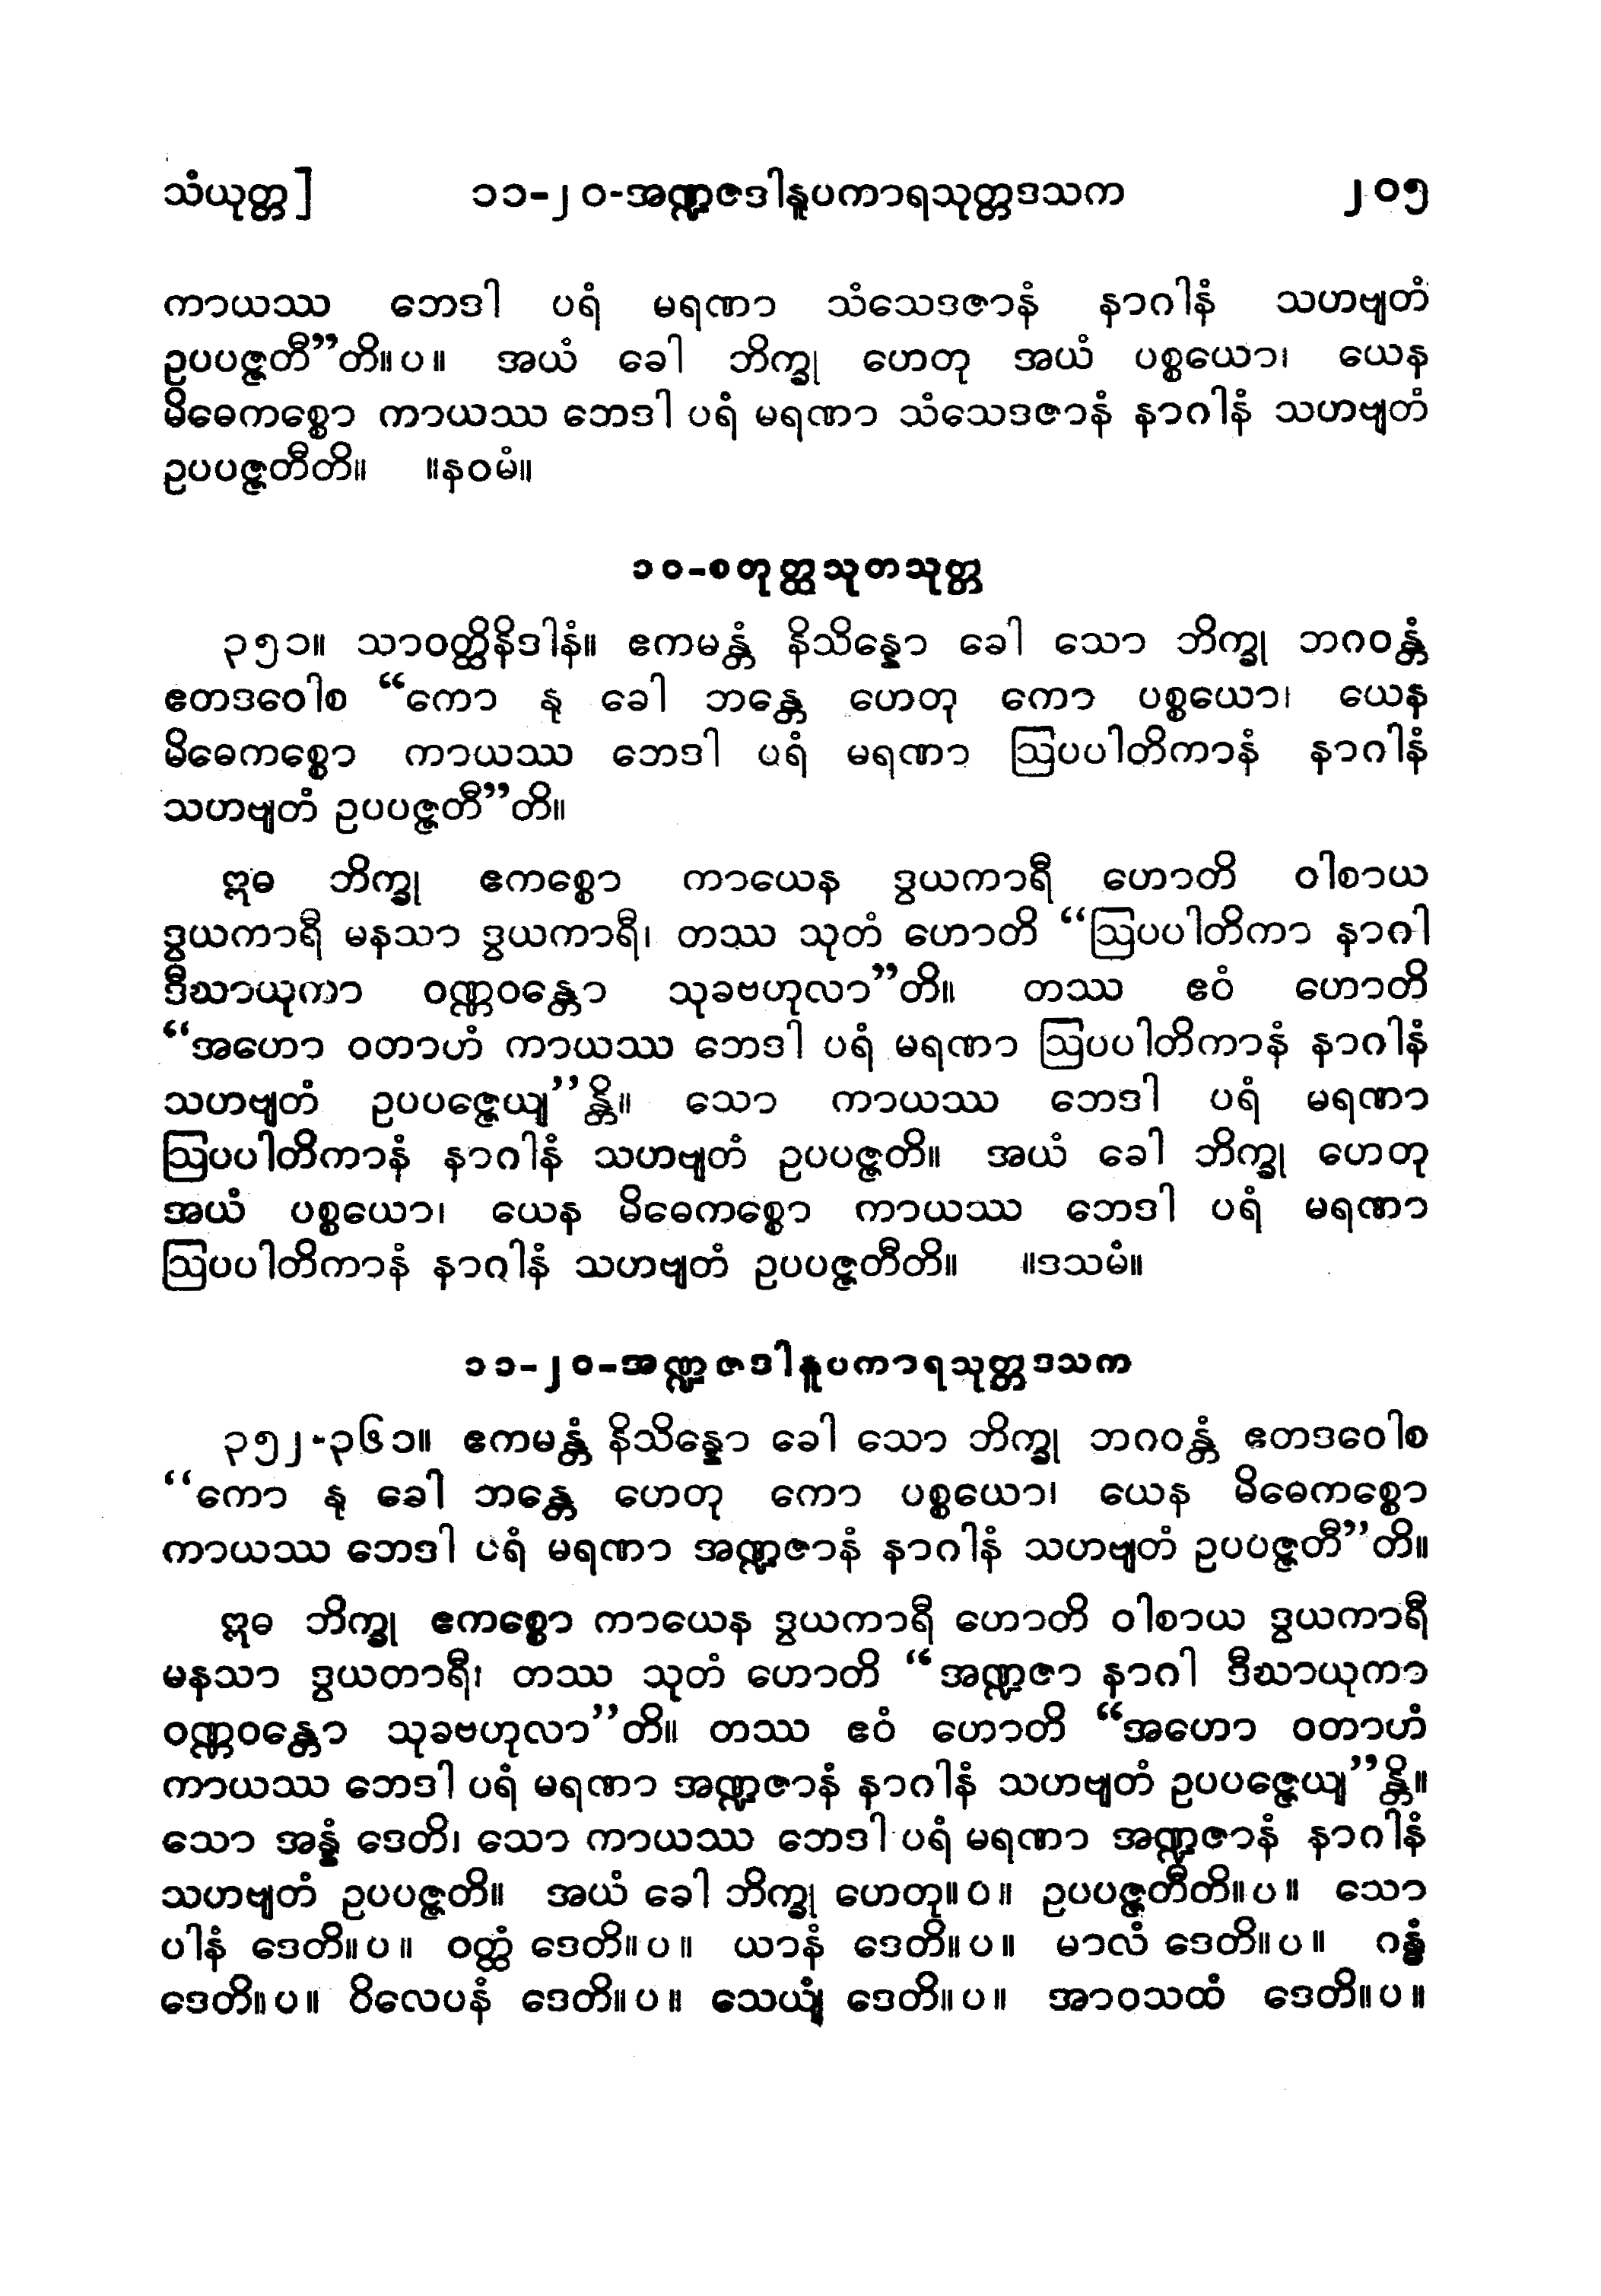 သံယုတ္တ]	၁၁-၂၀-အဏ္ဍဇဒါနူပကာရသုတ္တဒသက	၂၀၅
ကာယဿ ဘေဒါ ပရံ မရဏာ သံသေဒဇာနံ နာဂါနံ သဟဗျတံ
ဥပပဇ္ဇတီ”တိ။ပ။ အယံ ခေါ ဘိက္ခု ဟေတု အယံ ပစ္စယော၊ ယေန
မိဓေကစ္စော ကာယဿ ဘေဒါ ပရံ မရဏာ သံသေဒဇာနံ နာဂါနံ သဟဗျတံ
ဥပပဇ္ဇတီတိ။ ။နဝမံ။
၁၀-စတုတ္ထသုတသုတ္တ
၃၅၁။ သာဝတ္ထိနိဒါနံ။ ဧကမန္တံ နိသိန္နော ခေါ သော ဘိက္ခု ဘဂဝန္တံ
ဧတဒဝေါစ “ကော နု ခေါ ဘန္တေ ဟေတု ကော ပစ္စယော၊ ယေန
မိဓေကစ္စော ကာယဿ ဘေဒါ ပရံ မရဏာ ဩပပါတိကာနံ နာဂါနံ
သဟဗျတံ ဥပပဇ္ဇတီ”တိ။
ဣဓ ဘိက္ခု ဧကစ္စော ကာယေန ဒွယကာရီ ဟောတိ ဝါစာယ
ဒွယကာရီ မနသာ ဒွယကာရီ၊ တဿ သုတံ ဟောတိ “ဩပပါတိကာ နာဂါ
ဒီဃာယုကာ ဝဏ္ဏဝန္တော သုခဗဟုလာ”တိ။ တဿ ဧဝံ ဟောတိ
“အဟော ဝတာဟံ ကာယဿ ဘေဒါ ပရံ မရဏာ ဩပပါတိကာနံ နာဂါနံ
သဟဗျတံ ဥပပဇ္ဇေယျ”န္တိ။ သော ကာယဿ ဘေဒါ ပရံ မရဏာ
ဩပပါတိကာနံ နာဂါနံ သဟဗျတံ ဥပပဇ္ဇတိ။ အယံ ခေါ ဘိက္ခု ဟေတု
အယံ ပစ္စယော၊ ယေန မိဓေကစ္စော ကာယဿ ဘေဒါ ပရံ မရဏာ
ဩပပါတိကာနံ နာဂါနံ သဟဗျတံ ဥပပဇ္ဇတီတိ။ ။ဒသမံ။
၁၁-၂၀-အဏ္ဍဇဒါနူပကာရသုတ္တဒသက
၃၅၂-၃၆၁။ ဧကမန္တံ နိသိန္နော ခေါ သော ဘိက္ခု ဘဂဝန္တံ ဧတဒဝေါစ
“ကော နု ခေါ ဘန္တေ ဟေတု ကော ပစ္စယော၊ ယေန မိဓေကစ္စော
ကာယဿ ဘေဒါ ပရံ မရဏာ အဏ္ဍဇာနံ နာဂါနံ သဟဗျတံ ဥပပဇ္ဇတီ”တိ။
ဣဓ ဘိက္ခု ဧကစ္စော ကာယေန ဒွယကာရီ ဟောတိ ဝါစာယ ဒွယကာရီ
မနသာ ဒွယတာရီ၊ တဿ သုတံ ဟောတိ “အဏ္ဍဇာ နာဂါ ဒီဃာယုကာ
ဝဏ္ဏဝန္တော သုခဗဟုလာ”တိ။ တဿ ဧဝံ ဟောတိ “အဟော ဝတာဟံ
ကာယဿ ဘေဒါ ပရံ မရဏာ အဏ္ဍဇာနံ နာဂါနံ သဟဗျတံ ဥပပဇ္ဇေယျ”န္တိ။
သော အန္နံ ဒေတိ၊ သော ကာယဿ ဘေဒါ ပရံ မရဏာ အဏ္ဍဇာနံ နာဂါနံ
သဟဗျတံ ဥပပဇ္ဇတိ။ အယံ ခေါ ဘိက္ခု ဟေတု။ပ။ ဥပပဇ္ဇတီတိ။ပ။ သော
ပါနံ ဒေတိ။ပ။ ဝတ္ထံ ဒေတိ။ပ။ ယာနံ ဒေတိ။ပ။ မာလံ ဒေတိ။ပ။ ဂန္ဓံ
ဒေတိ။ပ။ ဝိလေပနံ ဒေတိ။ပ။ သေယျံ ဒေတိ။ပ။ အာဝသထံ ဒေတိ။ပ။